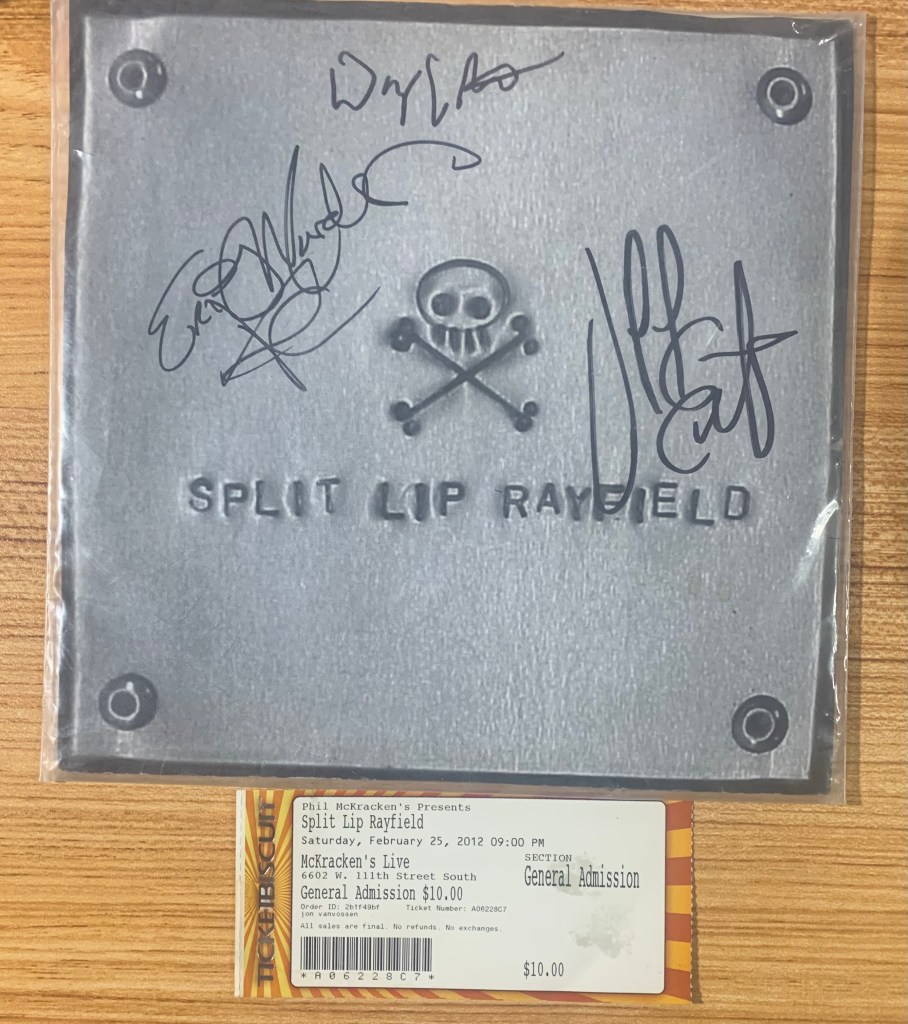 SPLIT LIP RAYFIELD
TICKETBISCUIT
Phil McKracken's Presents
Split Lip Rayfield
Saturday, February 25, 2012 09:00 PM
McKracken's Live
6602 W. 111th Street South
General Admission $10.00
Order ID: 2b1f49bf Ticket Number: A06228C7
jon vanvossen
All sales are final. No refunds. No exchanges.
*A06228C7*
SECTION
General Admission
$10.00